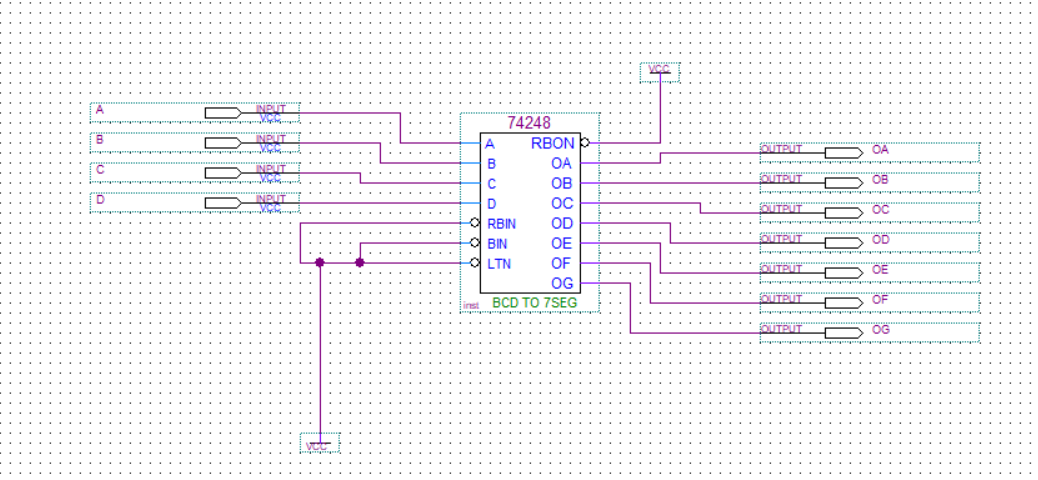 VCC
A INPUT
VCC
B INPUT
VCC
C INPUT
VCC
D INPUT
VCC
74248
A RBON
B OA
C OB
D OC
RBIN OD
BIN OE
LTN OF
OG
inst BCD TO 7SEG
OUTPUT OA
OUTPUT OB
OUTPUT OC
OUTPUT OD
OUTPUT OE
OUTPUT OF
OUTPUT OG
VCC